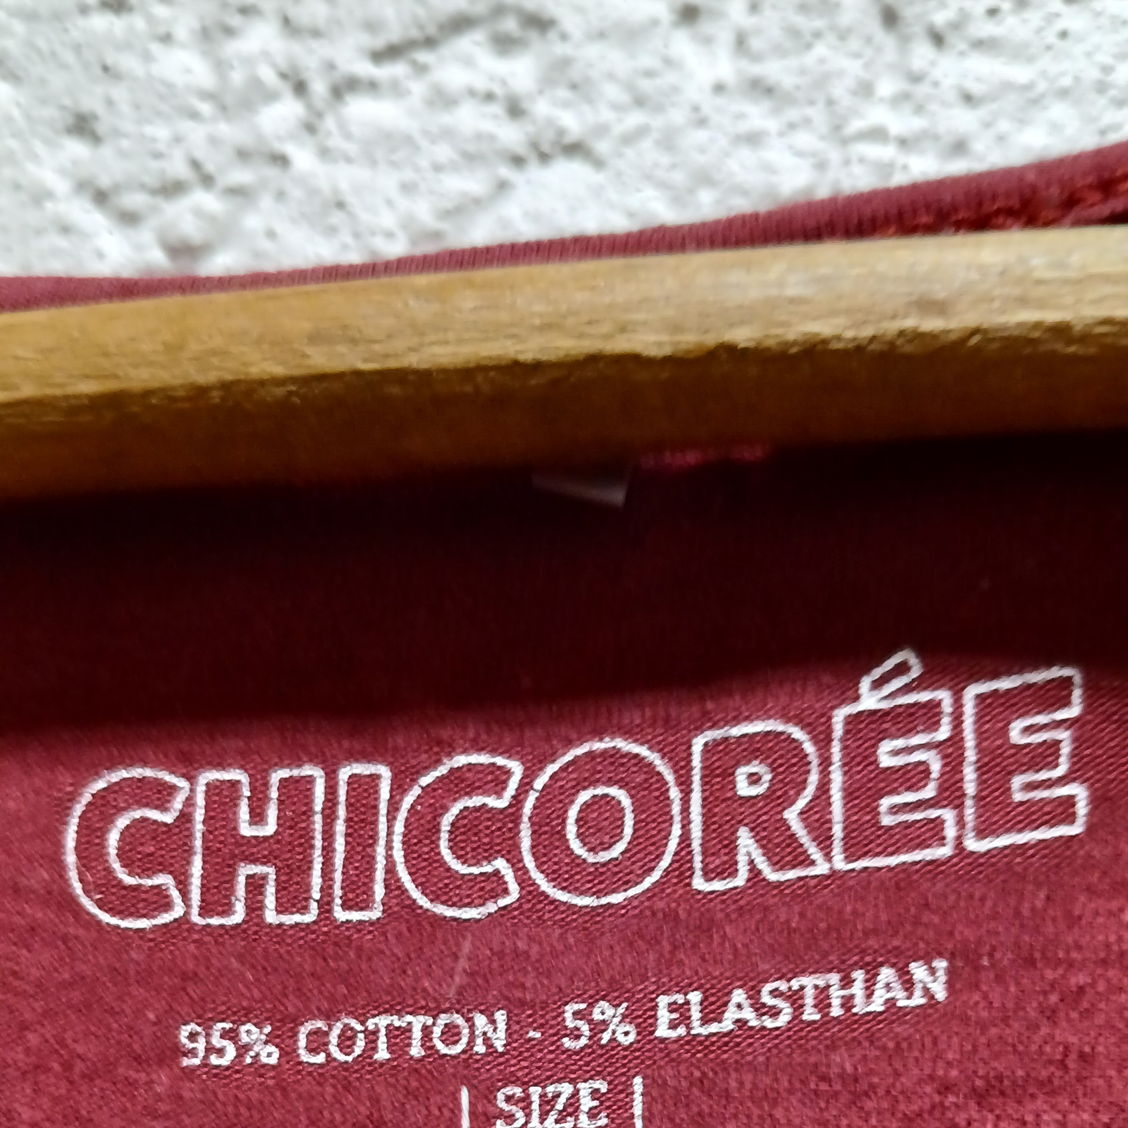 CHICORÉE
95% COTTON - 5% ELASTHAN
| SIZE |